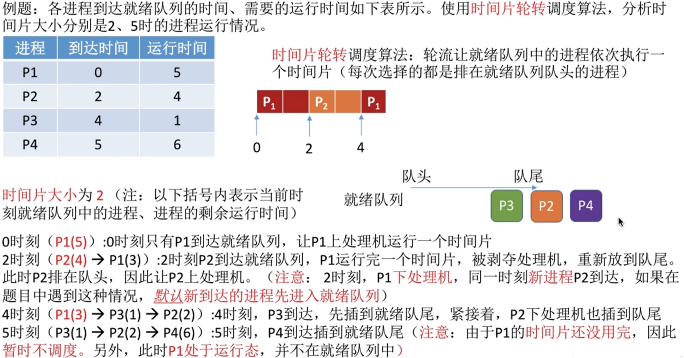 例题：各进程到达就绪队列的时间、需要的运行时间如下表所示。使用时间片轮转调度算法，分析时
间片大小分别是2、5时的进程运行情况。
进程 到达时间 运行时间
P1 0 5
P2 2 4
P3 4 1
P4 5 6
时间片轮转调度算法：轮流让就绪队列中的进程依次执行一
个时间片（每次选择的都是排在就绪队列队头的进程）
P1 P2 P1
0 2 4
时间片大小为 2 （注：以下括号内表示当前时
刻就绪队列中的进程、进程的剩余运行时间）
队头 队尾
就绪队列
P3 P2 P4
0时刻（P1(5)）:0时刻只有P1到达就绪队列，让P1上处理机运行一个时间片
2时刻（P2(4) → P1(3)）:2时刻P2到达就绪队列，P1运行完一个时间片，被剥夺处理机，重新放到队尾。
此时P2排在队头，因此让P2上处理机。（注意： 2时刻，P1下处理机，同一时刻新进程P2到达，如果在
题目中遇到这种情况，默认新到达的进程先进入就绪队列）
4时刻（P1(3) → P3(1) → P2(2)）:4时刻，P3到达，先插到就绪队尾，紧接着，P2下处理机也插到队尾
5时刻（P3(1) → P2(2) → P4(6)）:5时刻，P4到达插到就绪队尾（注意：由于P1的时间片还没用完，因此
暂时不调度。另外，此时P1处于运行态，并不在就绪队列中）